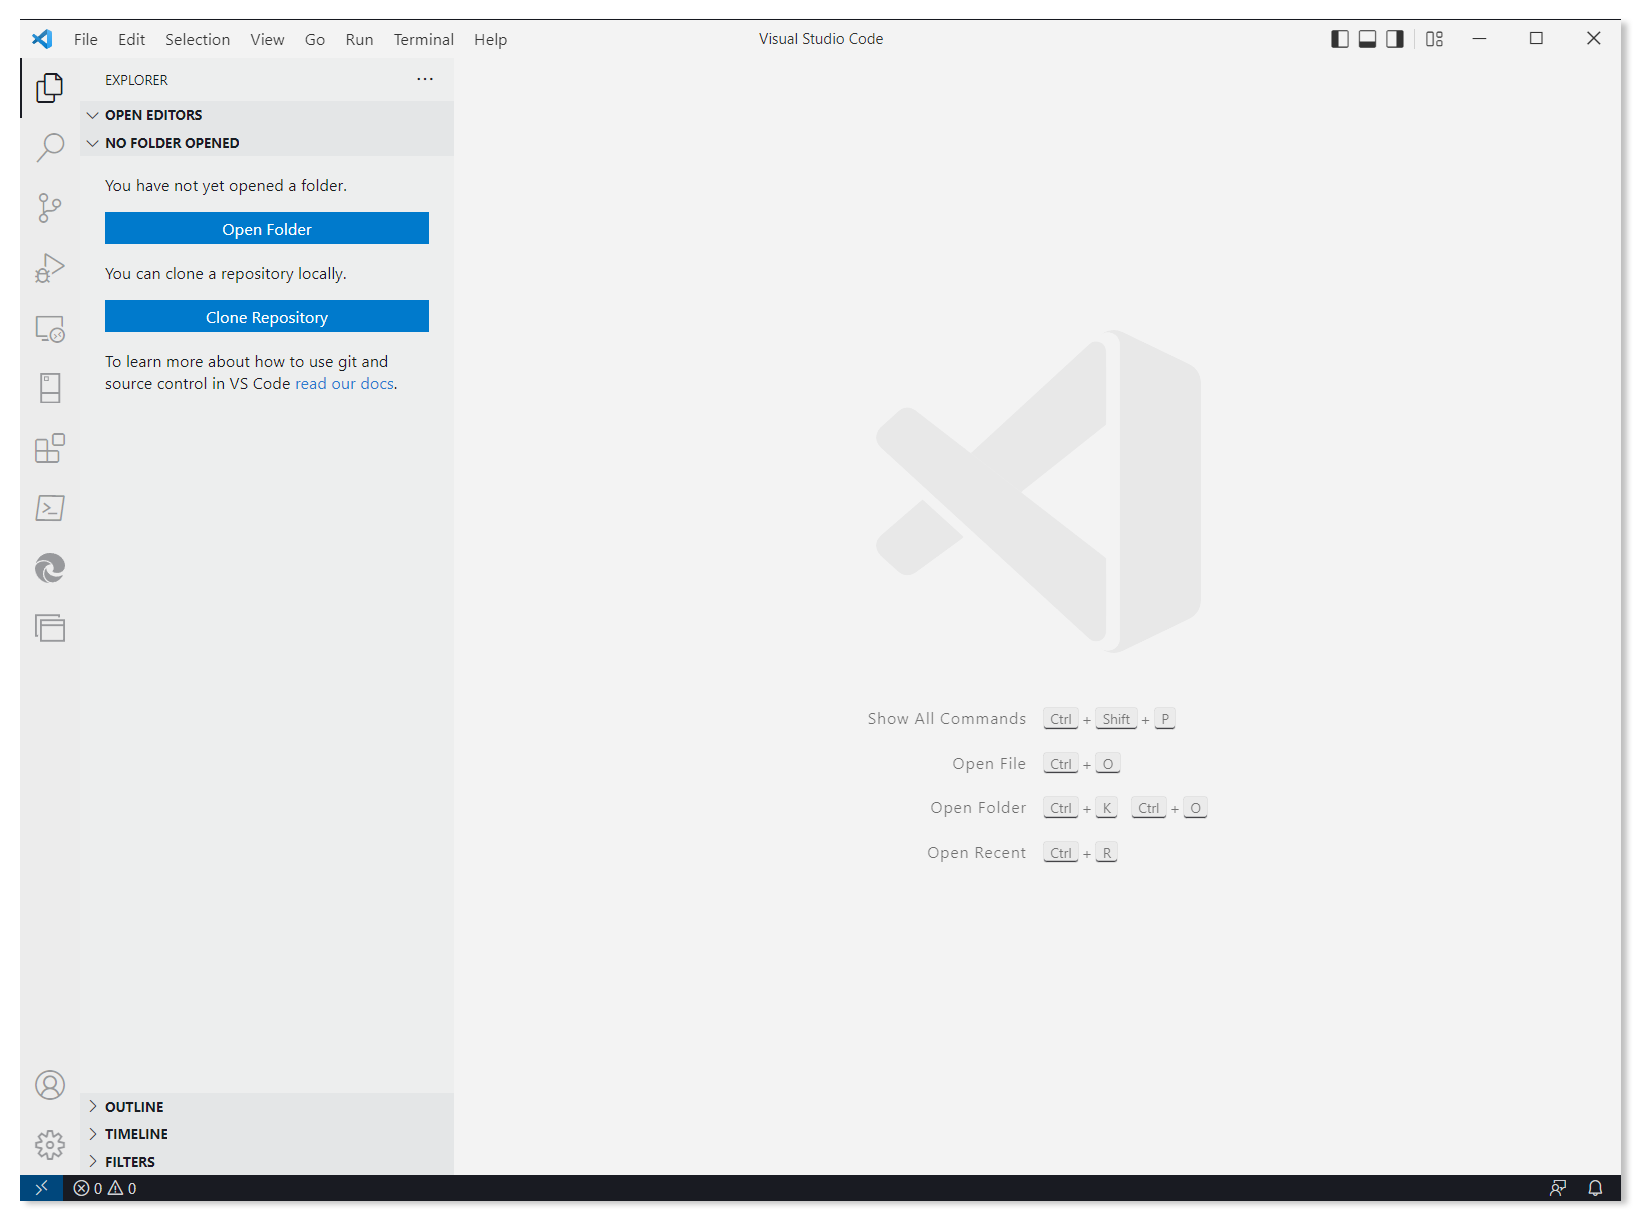 File Edit Selection View Go Run Terminal Help
Visual Studio Code
EXPLORER ···
OPEN EDITORS
NO FOLDER OPENED
You have not yet opened a folder.
Open Folder
You can clone a repository locally.
Clone Repository
To learn more about how to use git and
source control in VS Code read our docs.
Show All Commands Ctrl + Shift + P
Open File Ctrl + O
Open Folder Ctrl + K Ctrl + O
Open Recent Ctrl + R
OUTLINE
TIMELINE
FILTERS
0 0